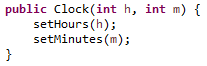 public Clock(int h, int m) {
    setHours(h);
    setMinutes(m);
}